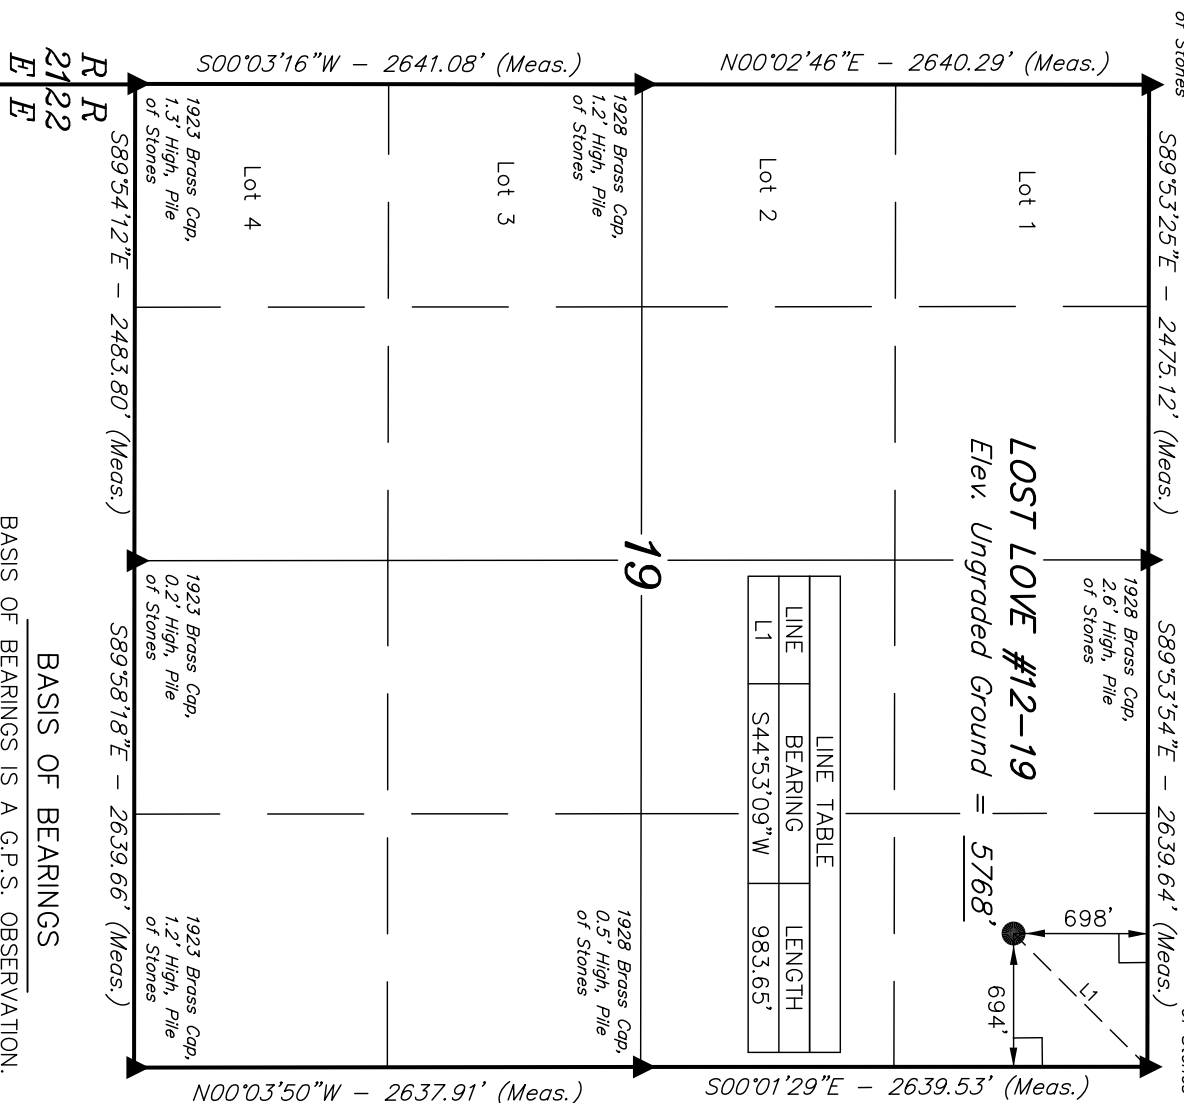 of Stones
S89°53'25"E - 2475.12' (Meas.)
S89°53'54"E - 2639.64' (Meas.)
of Stones
1928 Brass Cap,
2.6' High, Pile
of Stones
N00°02'46"E - 2640.29' (Meas.)
S00°03'16"W - 2641.08' (Meas.)
Lot 1
Lot 2
Lot 3
Lot 4
LOST LOVE #12-19
Elev. Ungraded Ground = 5768'
698'
694'
L1
LINE TABLE
LINE BEARING LENGTH
L1 S44°53'09"W 983.65'
19
1928 Brass Cap,
1.2' High, Pile
of Stones
1928 Brass Cap,
0.5' High, Pile
of Stones
S00°01'29"E - 2639.53' (Meas.)
N00°03'50"W - 2637.91' (Meas.)
1923 Brass Cap,
1.3' High, Pile
of Stones
1923 Brass Cap,
0.2' High, Pile
of Stones
1923 Brass Cap,
1.2' High, Pile
of Stones
S89°54'12"E - 2483.80' (Meas.)
S89°58'18"E - 2639.66' (Meas.)
R R
21 22
E E
BASIS OF BEARINGS
BASIS OF BEARINGS IS A G.P.S. OBSERVATION.